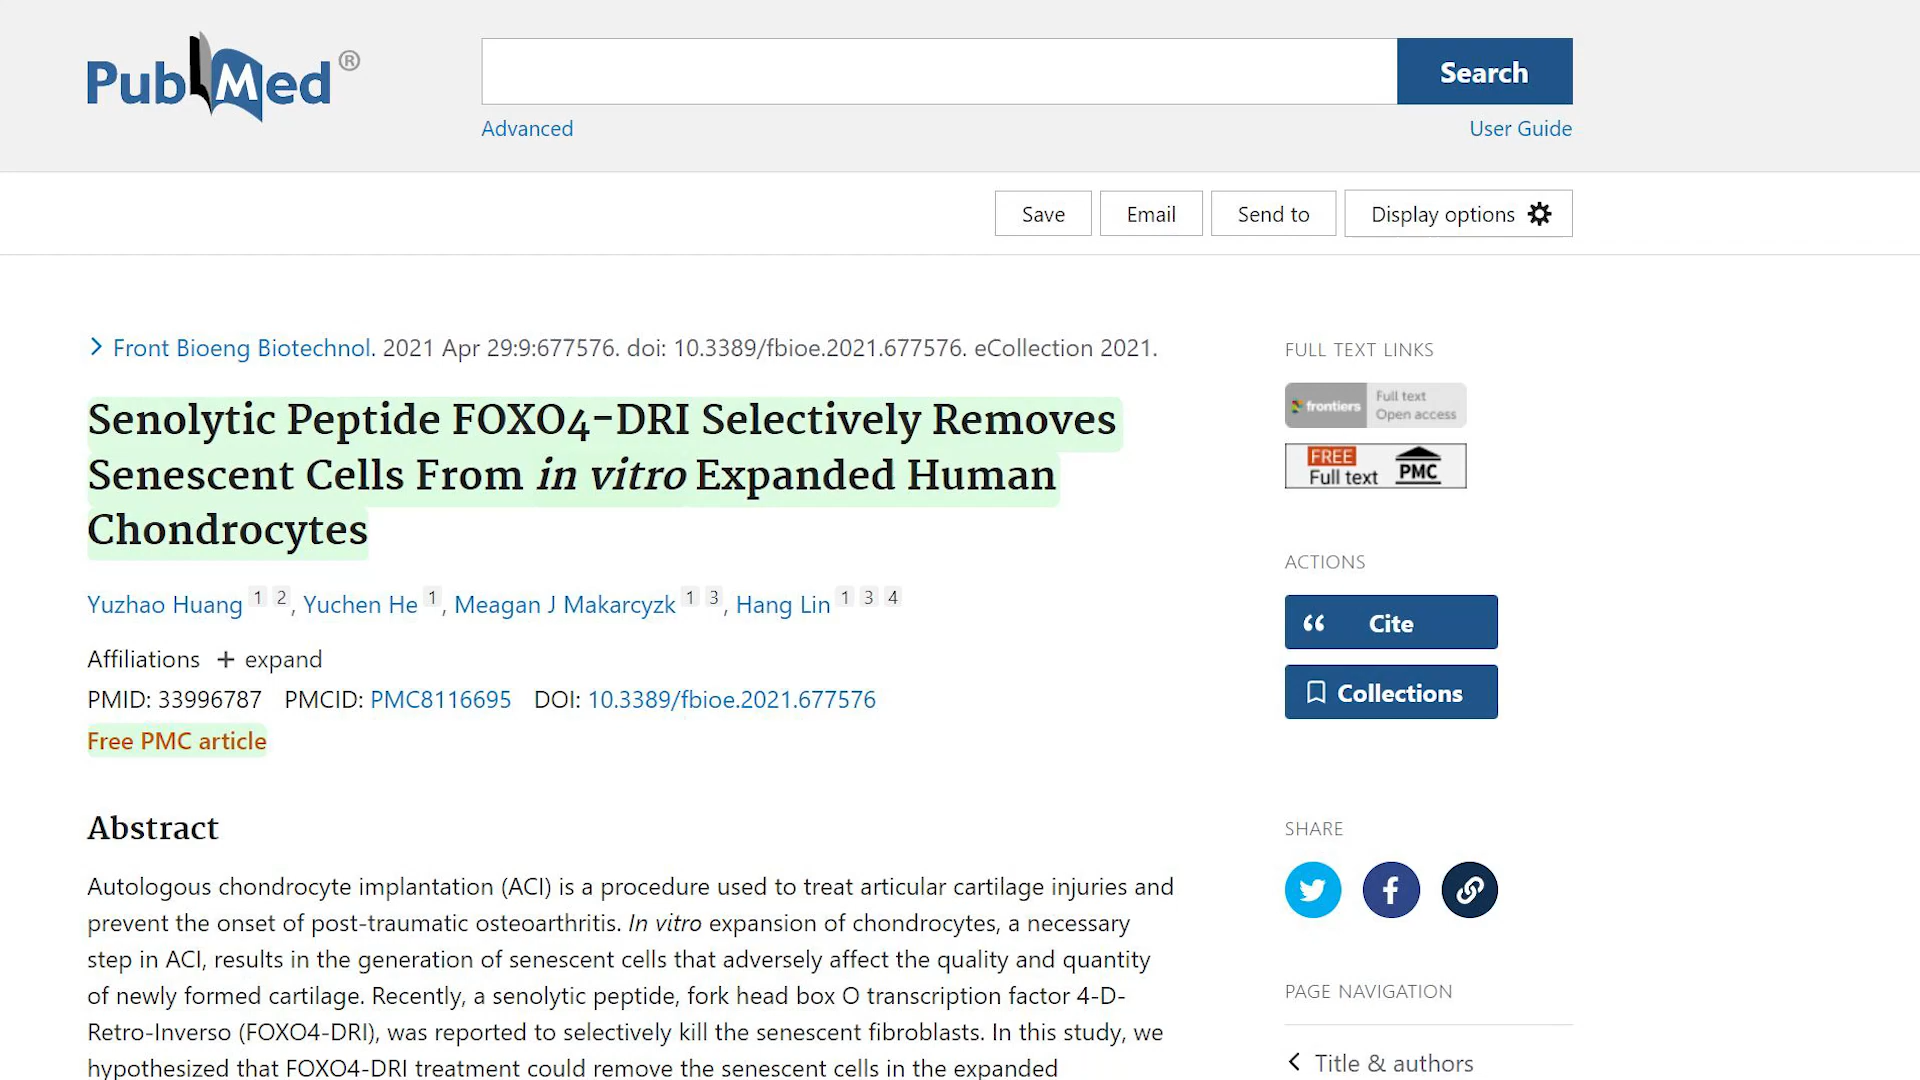 PubMed®
Search
Advanced
User Guide
Save
Email
Send to
Display options
Front Bioeng Biotechnol. 2021 Apr 29:9:677576. doi: 10.3389/fbioe.2021.677576. eCollection 2021.
Senolytic Peptide FOXO4-DRI Selectively Removes
Senescent Cells From in vitro Expanded Human
Chondrocytes
Yuzhao Huang 1 2, Yuchen He 1, Meagan J Makarcyzk 1 3, Hang Lin 1 3 4
Affiliations + expand
PMID: 33996787 PMCID: PMC8116695 DOI: 10.3389/fbioe.2021.677576
Free PMC article
Abstract
Autologous chondrocyte implantation (ACI) is a procedure used to treat articular cartilage injuries and
prevent the onset of post-traumatic osteoarthritis. In vitro expansion of chondrocytes, a necessary
step in ACI, results in the generation of senescent cells that adversely affect the quality and quantity
of newly formed cartilage. Recently, a senolytic peptide, fork head box O transcription factor 4-D-
Retro-Inverso (FOXO4-DRI), was reported to selectively kill the senescent fibroblasts. In this study, we
hypothesized that FOXO4-DRI treatment could remove the senescent cells in the expanded
FULL TEXT LINKS
frontiers Full text
Open access
FREE
Full text PMC
ACTIONS
Cite
Collections
SHARE
PAGE NAVIGATION
Title & authors